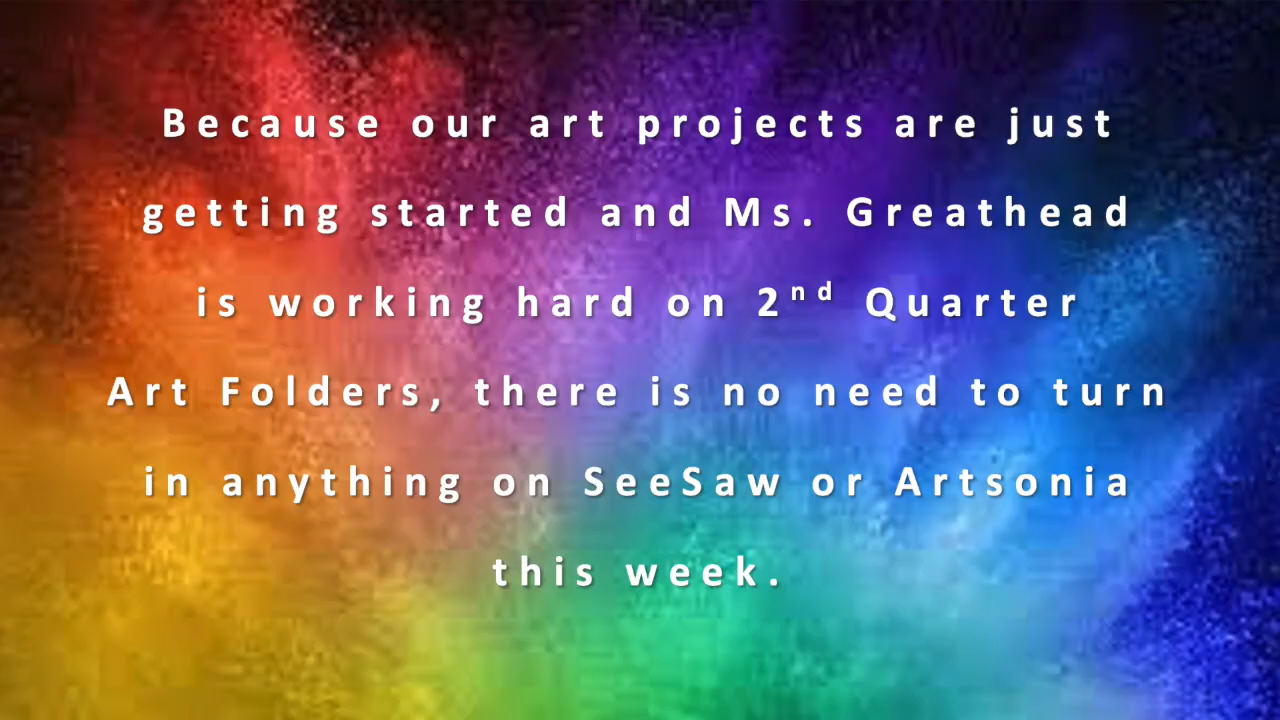 Because our art projects are just
getting started and Ms. Greathead
is working hard on 2nd Quarter
Art Folders, there is no need to turn
in anything on SeeSaw or Artsonia
this week.